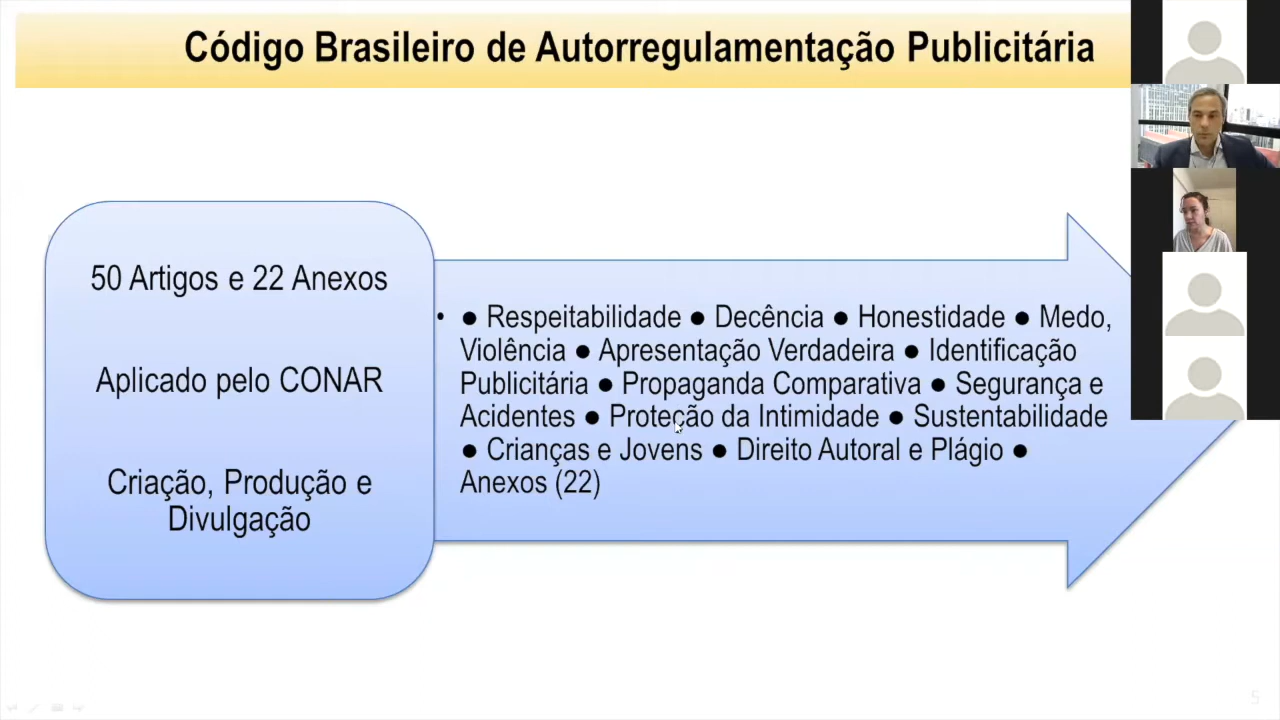 Código Brasileiro de Autorregulamentação Publicitária
50 Artigos e 22 Anexos
Aplicado pelo CONAR
Criação, Produção e
Divulgação
• ● Respeitabilidade ● Decência ● Honestidade ● Medo,
Violência ● Apresentação Verdadeira ● Identificação
Publicitária ● Propaganda Comparativa ● Segurança e
Acidentes ● Proteção da Intimidade ● Sustentabilidade
● Crianças e Jovens ● Direito Autoral e Plágio ●
Anexos (22)
5